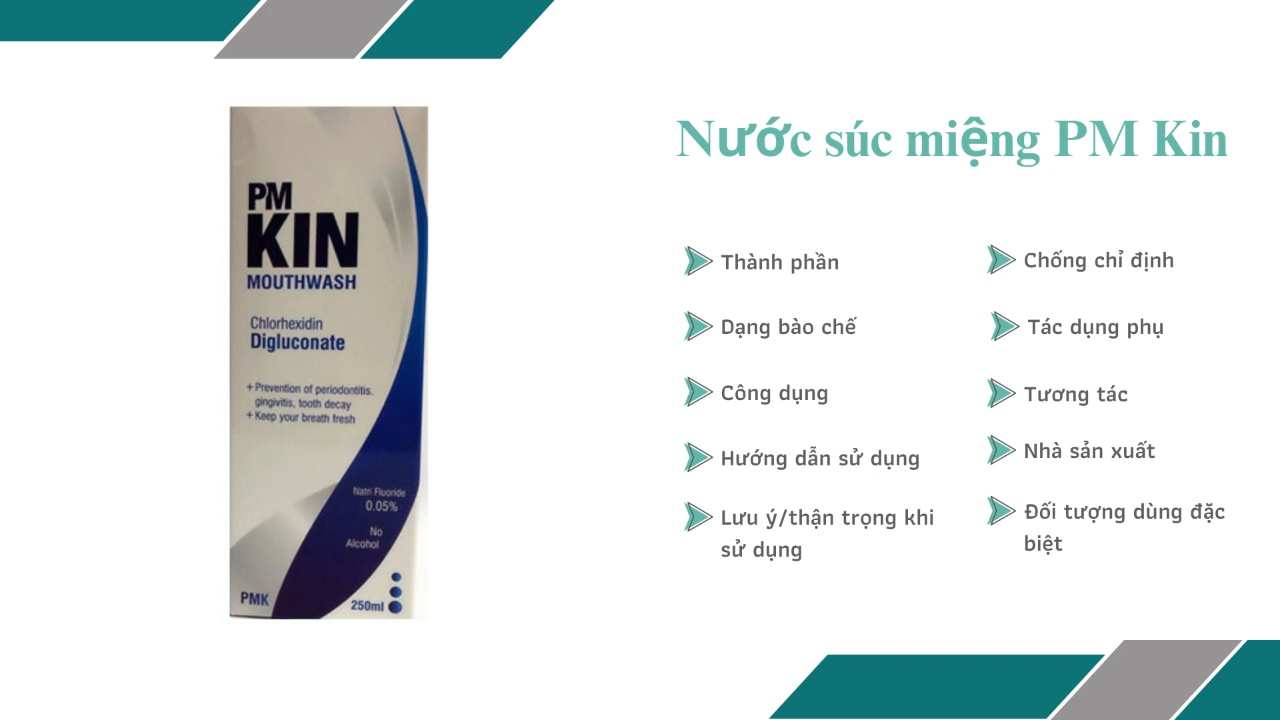 PM
KIN
MOUTHWASH
Chlorhexidin
Digluconate
+ Prevention of periodontitis.
gingivitis, tooth decay
+ Keep your breath fresh
Natri Fluoride
0.05%
No
Alcohol
PMK
250ml
Nước súc miệng PM Kin
Thành phần
Dạng bào chế
Công dụng
Hướng dẫn sử dụng
Lưu ý/thận trọng khi
sử dụng
Chống chỉ định
Tác dụng phụ
Tương tác
Nhà sản xuất
Đối tượng dùng đặc
biệt